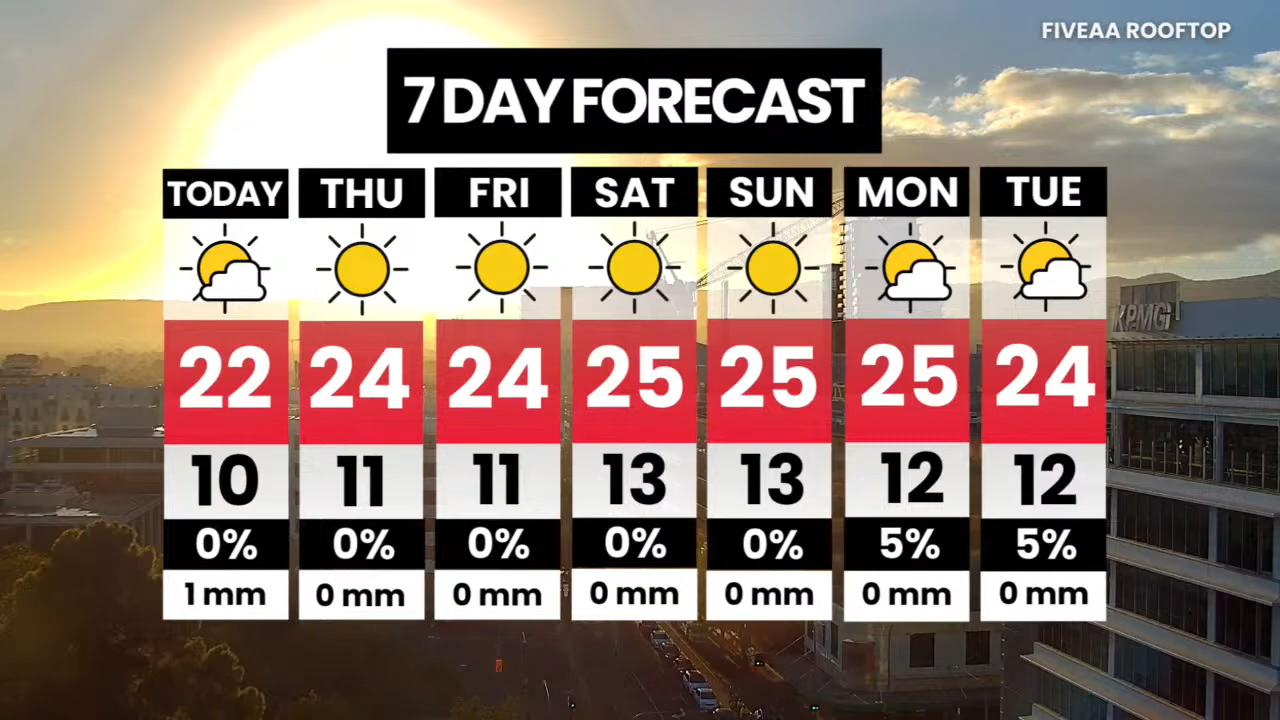 FIVEAA ROOFTOP
7 DAY FORECAST
TODAY THU FRI SAT SUN MON TUE
KPMG
22 24 24 25 25 25 24
10 11 11 13 13 12 12
0% 0% 0% 0% 0% 5% 5%
1 mm 0 mm 0 mm 0 mm 0 mm 0 mm 0 mm